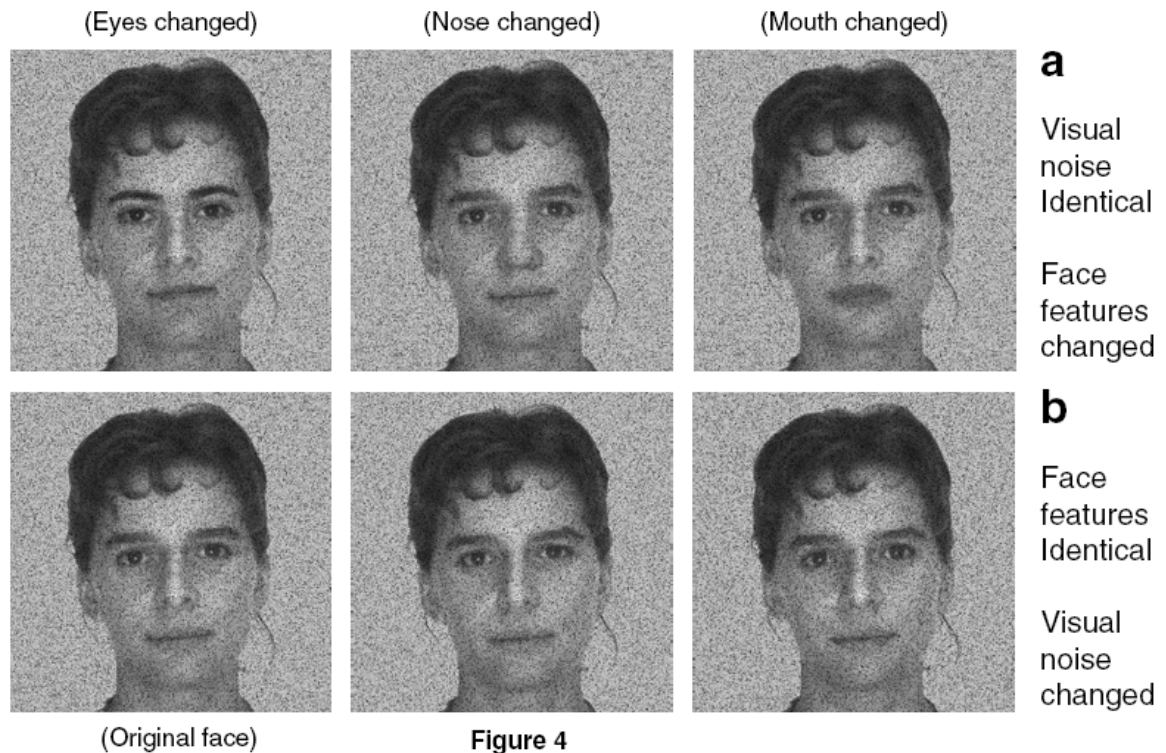 (Eyes changed)
(Nose changed)
(Mouth changed)
a
Visual
noise
Identical
Face
features
changed
b
Face
features
Identical
Visual
noise
changed
(Original face)
Figure 4